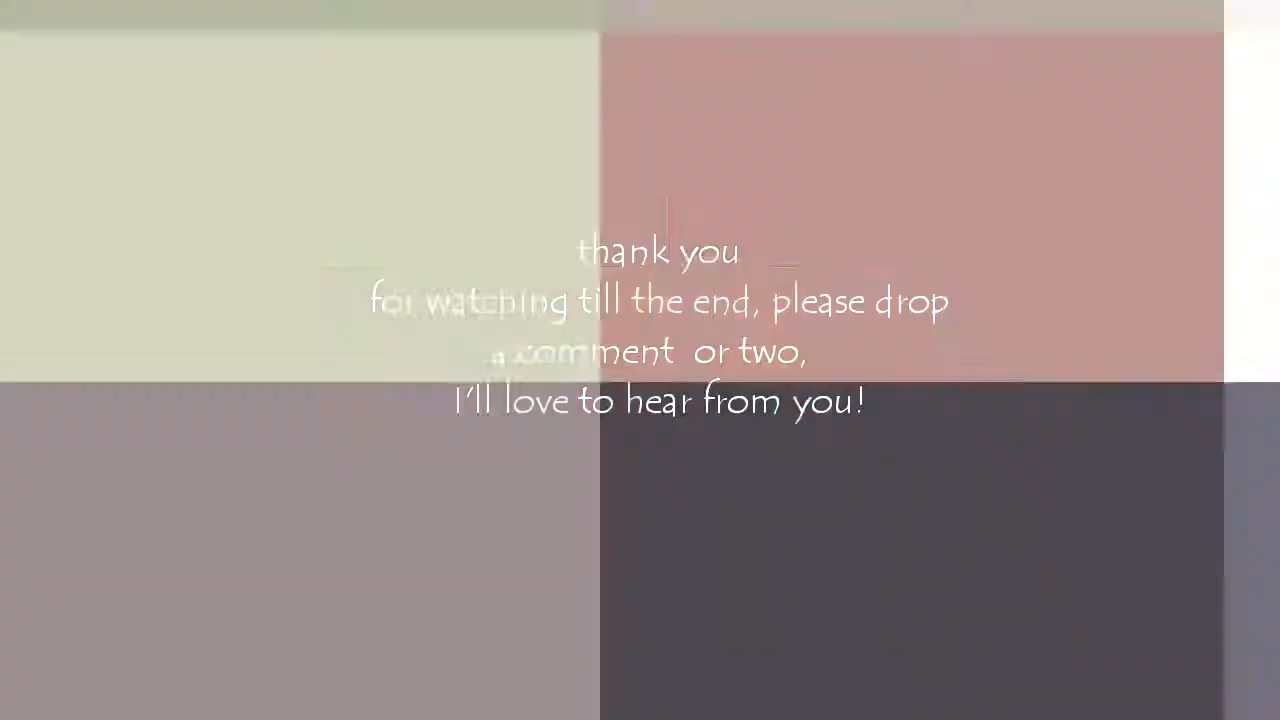 thank you
for watching till the end, please drop
a comment or two,
I'll love to hear from you!